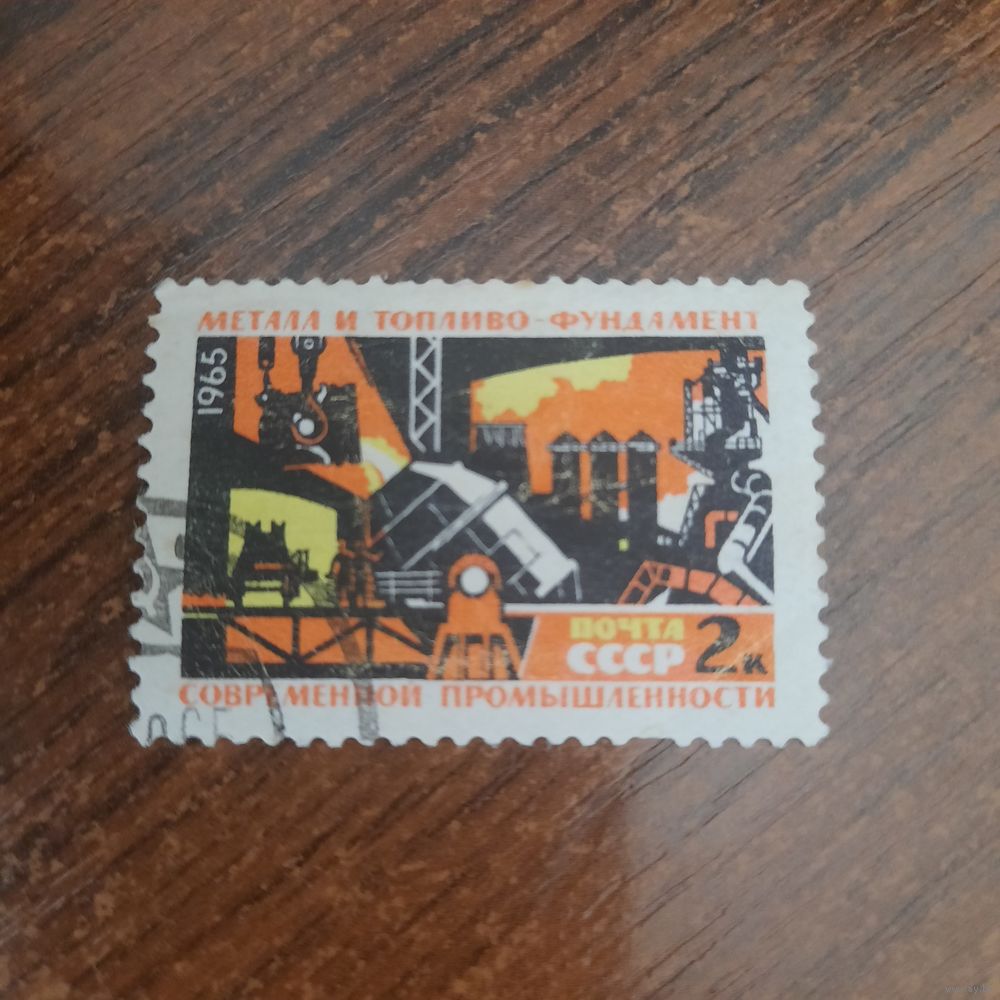 МЕТАЛЛ И ТОПЛИВО-ФУНДАМЕНТ
1965
ПОЧТА
СССР 2к
СОВРЕМЕННОЙ ПРОМЫШЛЕННОСТИ